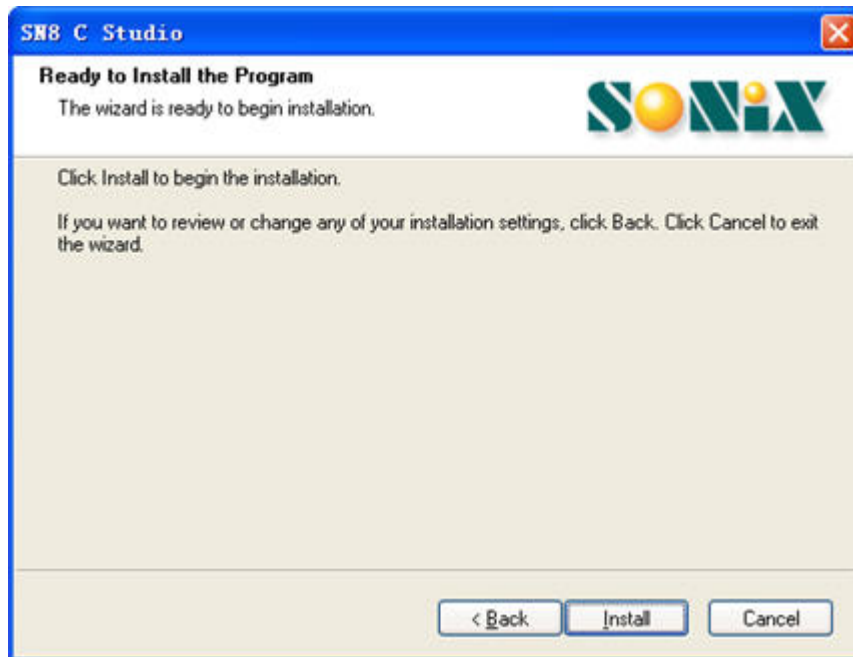 SN8 C Studio
Ready to Install the Program
The wizard is ready to begin installation.
SONiX
Click Install to begin the installation.
If you want to review or change any of your installation settings, click Back. Click Cancel to exit
the wizard.
< Back
Install
Cancel